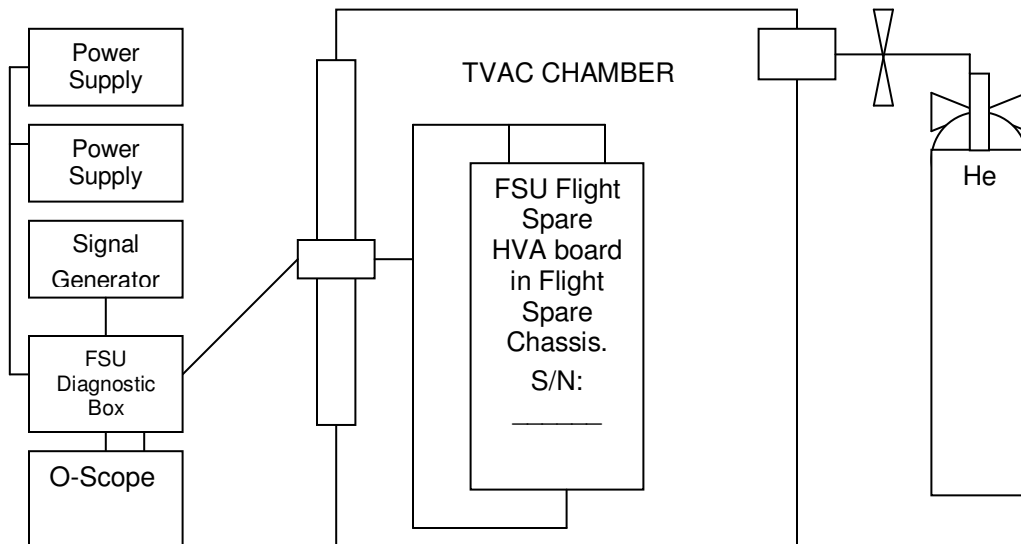 Power
Supply
Power
Supply
Signal
Generator
FSU
Diagnostic
Box
O-Scope
TVAC CHAMBER
FSU Flight
Spare
HVA board
in Flight
Spare
Chassis.
S/N:
______
He